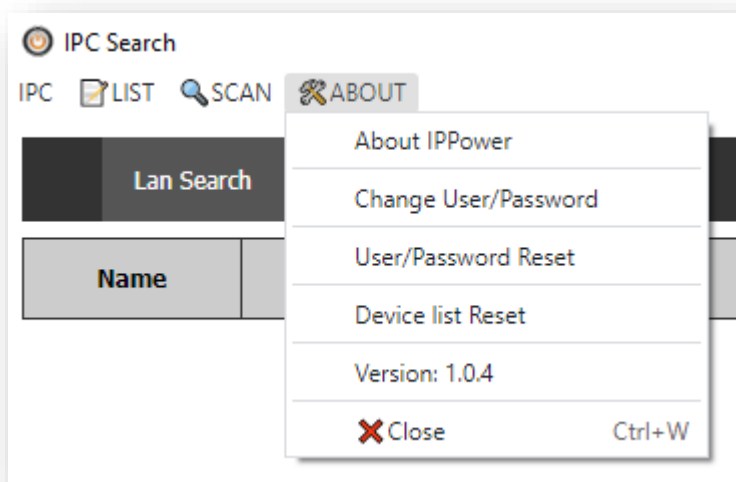 IPC Search
IPC LIST SCAN ABOUT
About IPPower
Lan Search
Change User/Password
User/Password Reset
Name
Device list Reset
Version: 1.0.4
Close Ctrl+W